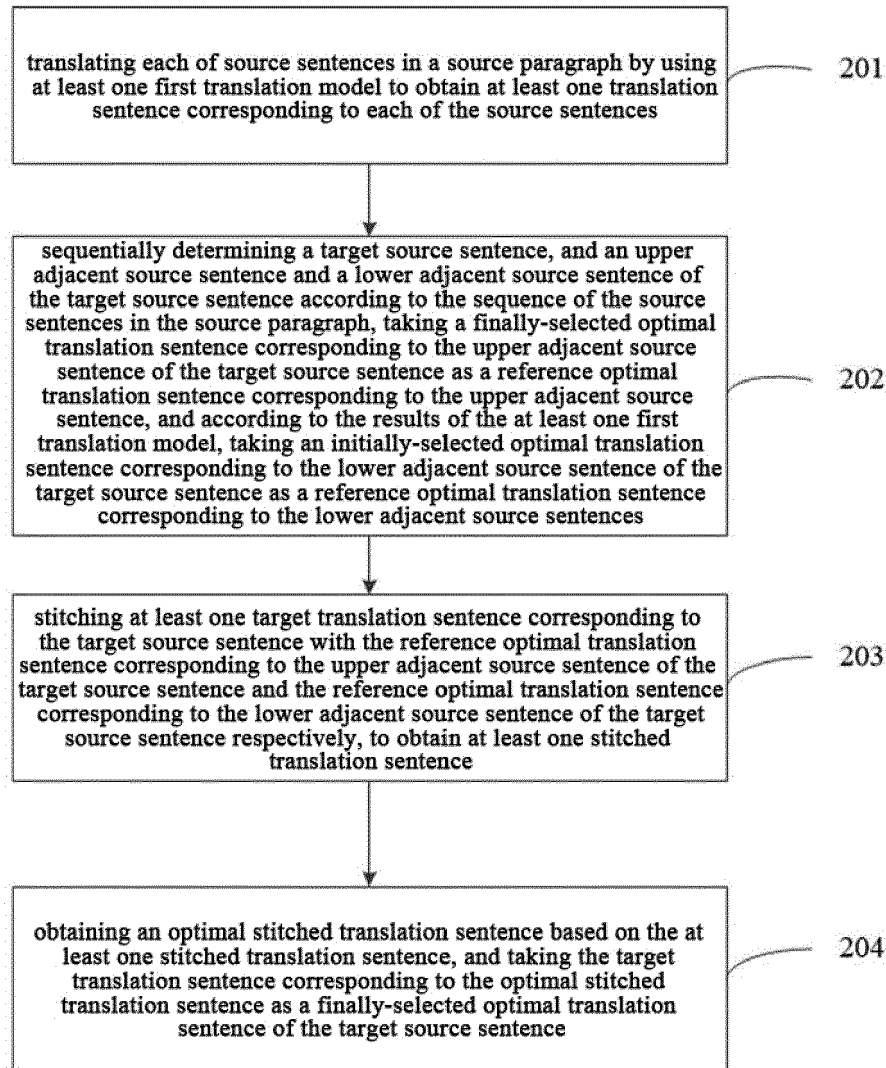 translating each of source sentences in a source paragraph by using
at least one first translation model to obtain at least one translation
sentence corresponding to each of the source sentences
201
sequentially determining a target source sentence, and an upper
adjacent source sentence and a lower adjacent source sentence of
the target source sentence according to the sequence of the source
sentences in the source paragraph, taking a finally-selected optimal
translation sentence corresponding to the upper adjacent source
sentence of the target source sentence as a reference optimal
translation sentence corresponding to the upper adjacent source
sentence, and according to the results of the at least one first
translation model, taking an initially-selected optimal translation
sentence corresponding to the lower adjacent source sentence of the
target source sentence as a reference optimal translation sentence
corresponding to the lower adjacent source sentences
202
stitching at least one target translation sentence corresponding to
the target source sentence with the reference optimal translation
sentence corresponding to the upper adjacent source sentence of the
target source sentence and the reference optimal translation sentence
corresponding to the lower adjacent source sentence of the target
source sentence respectively, to obtain at least one stitched
translation sentence
203
obtaining an optimal stitched translation sentence based on the at
least one stitched translation sentence, and taking the target
translation sentence corresponding to the optimal stitched
translation sentence as a finally-selected optimal translation
sentence of the target source sentence
204